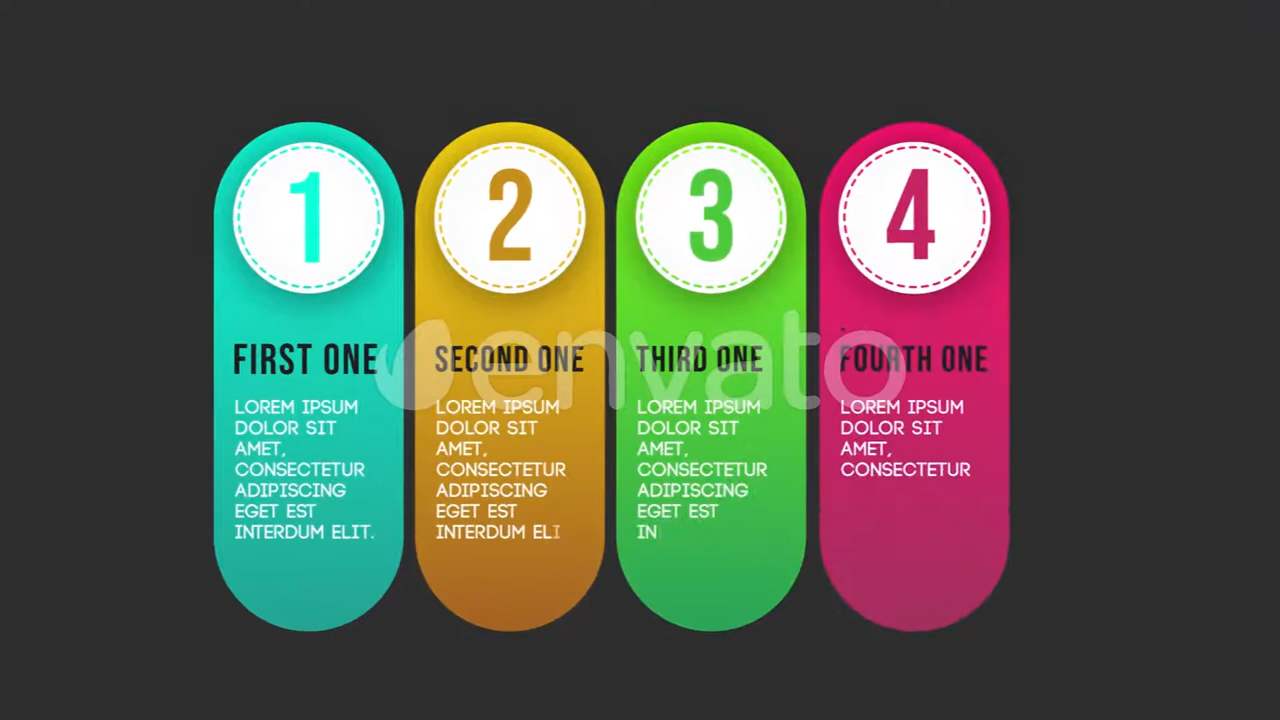 1
FIRST ONE
LOREM IPSUM
DOLOR SIT
AMET,
CONSECTETUR
ADIPISCING
EGET EST
INTERDUM ELIT.
2
SECOND ONE
LOREM IPSUM
DOLOR SIT
AMET,
CONSECTETUR
ADIPISCING
EGET EST
INTERDUM ELI
3
THIRD ONE
LOREM IPSUM
DOLOR SIT
AMET,
CONSECTETUR
ADIPISCING
EGET EST
IN
4
FOURTH ONE
LOREM IPSUM
DOLOR SIT
AMET,
CONSECTETUR
envato